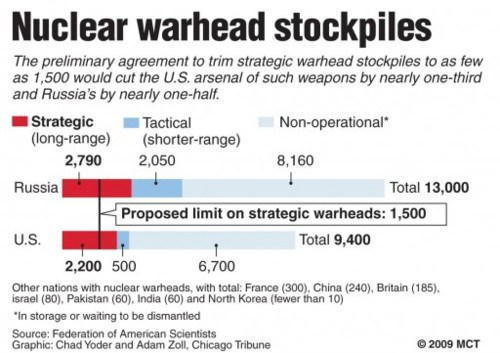 Nuclear warhead stockpiles
The preliminary agreement to trim strategic warhead stockpiles to as few
as 1,500 would cut the U.S. arsenal of such weapons by nearly one-third
and Russia's by nearly one-half.
Strategic
(long-range)
Tactical
(shorter-range)
Non-operational*
2,790 2,050 8,160
Russia Total 13,000
Proposed limit on strategic warheads: 1,500
U.S. Total 9,400
2,200 500 6,700
Other nations with nuclear warheads, with total: France (300), China (240), Britain (185),
israel (80), Pakistan (60), India (60) and North Korea (fewer than 10)
*In storage or waiting to be dismantled
Source: Federation of American Scientists
Graphic: Chad Yoder and Adam Zoll, Chicago Tribune
© 2009 MCT